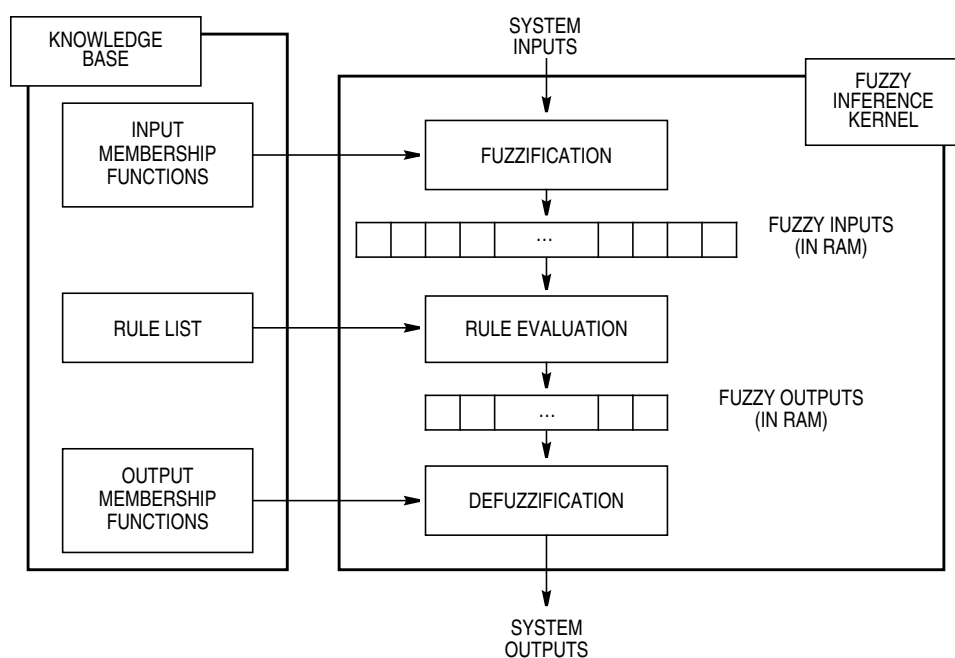 KNOWLEDGE
BASE
INPUT
MEMBERSHIP
FUNCTIONS
RULE LIST
OUTPUT
MEMBERSHIP
FUNCTIONS
SYSTEM
INPUTS
FUZZY
INFERENCE
KERNEL
FUZZIFICATION
...
FUZZY INPUTS
(IN RAM)
RULE EVALUATION
...
FUZZY OUTPUTS
(IN RAM)
DEFUZZIFICATION
SYSTEM
OUTPUTS